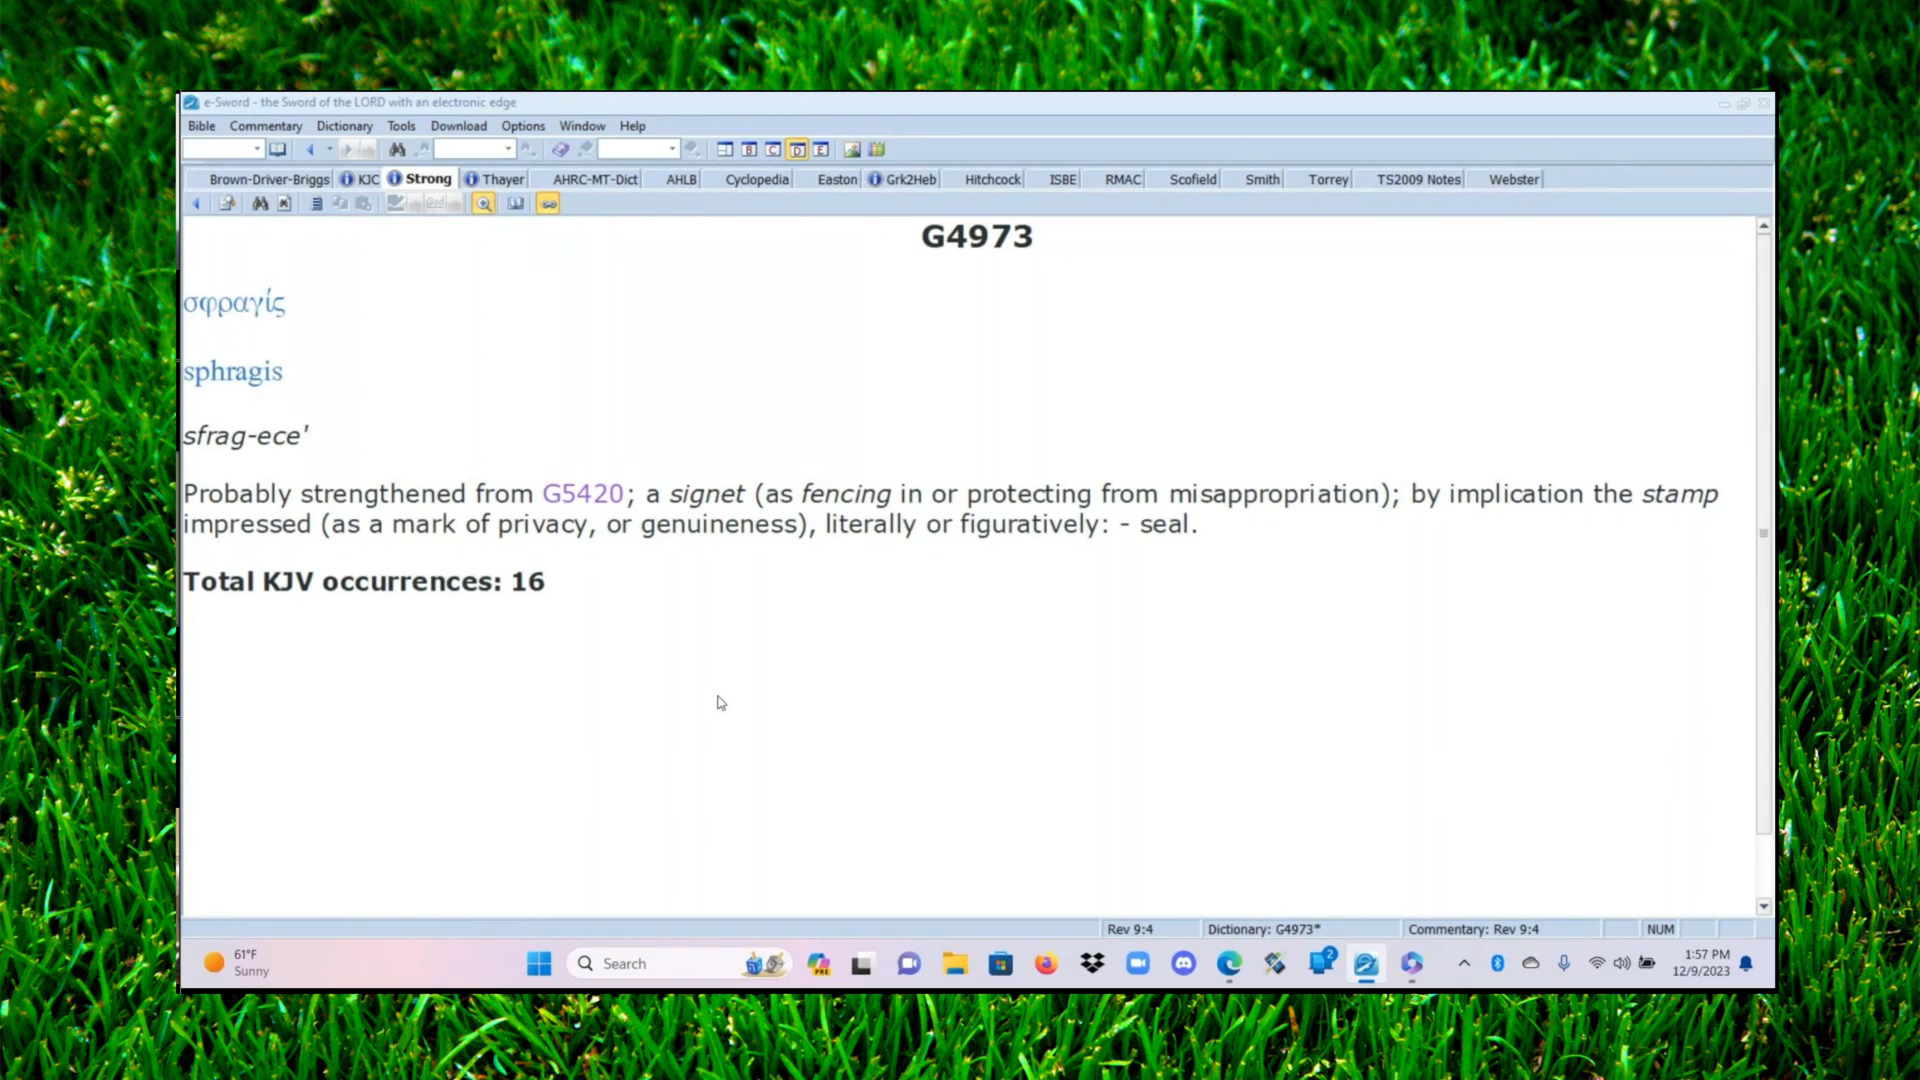 e-Sword - the Sword of the LORD with an electronic edge
Bible Commentary Dictionary Tools Download Options Window Help
B C D E
Brown-Driver-Briggs KJC Strong Thayer AHRC-MT-Dict AHLB Cyclopedia Easton Grk2Heb Hitchcock ISBE RMAC Scofield Smith Torrey TS2009 Notes Webster
G4973
σφραγίς
sphragis
sfrag-ece'
Probably strengthened from G5420; a signet (as fencing in or protecting from misappropriation); by implication the stamp
impressed (as a mark of privacy, or genuineness), literally or figuratively: - seal.
Total KJV occurrences: 16
Rev 9:4 Dictionary: G4973* Commentary: Rev 9:4 NUM
61°F
Sunny
Search
PRE
2
1:57 PM
12/9/2023